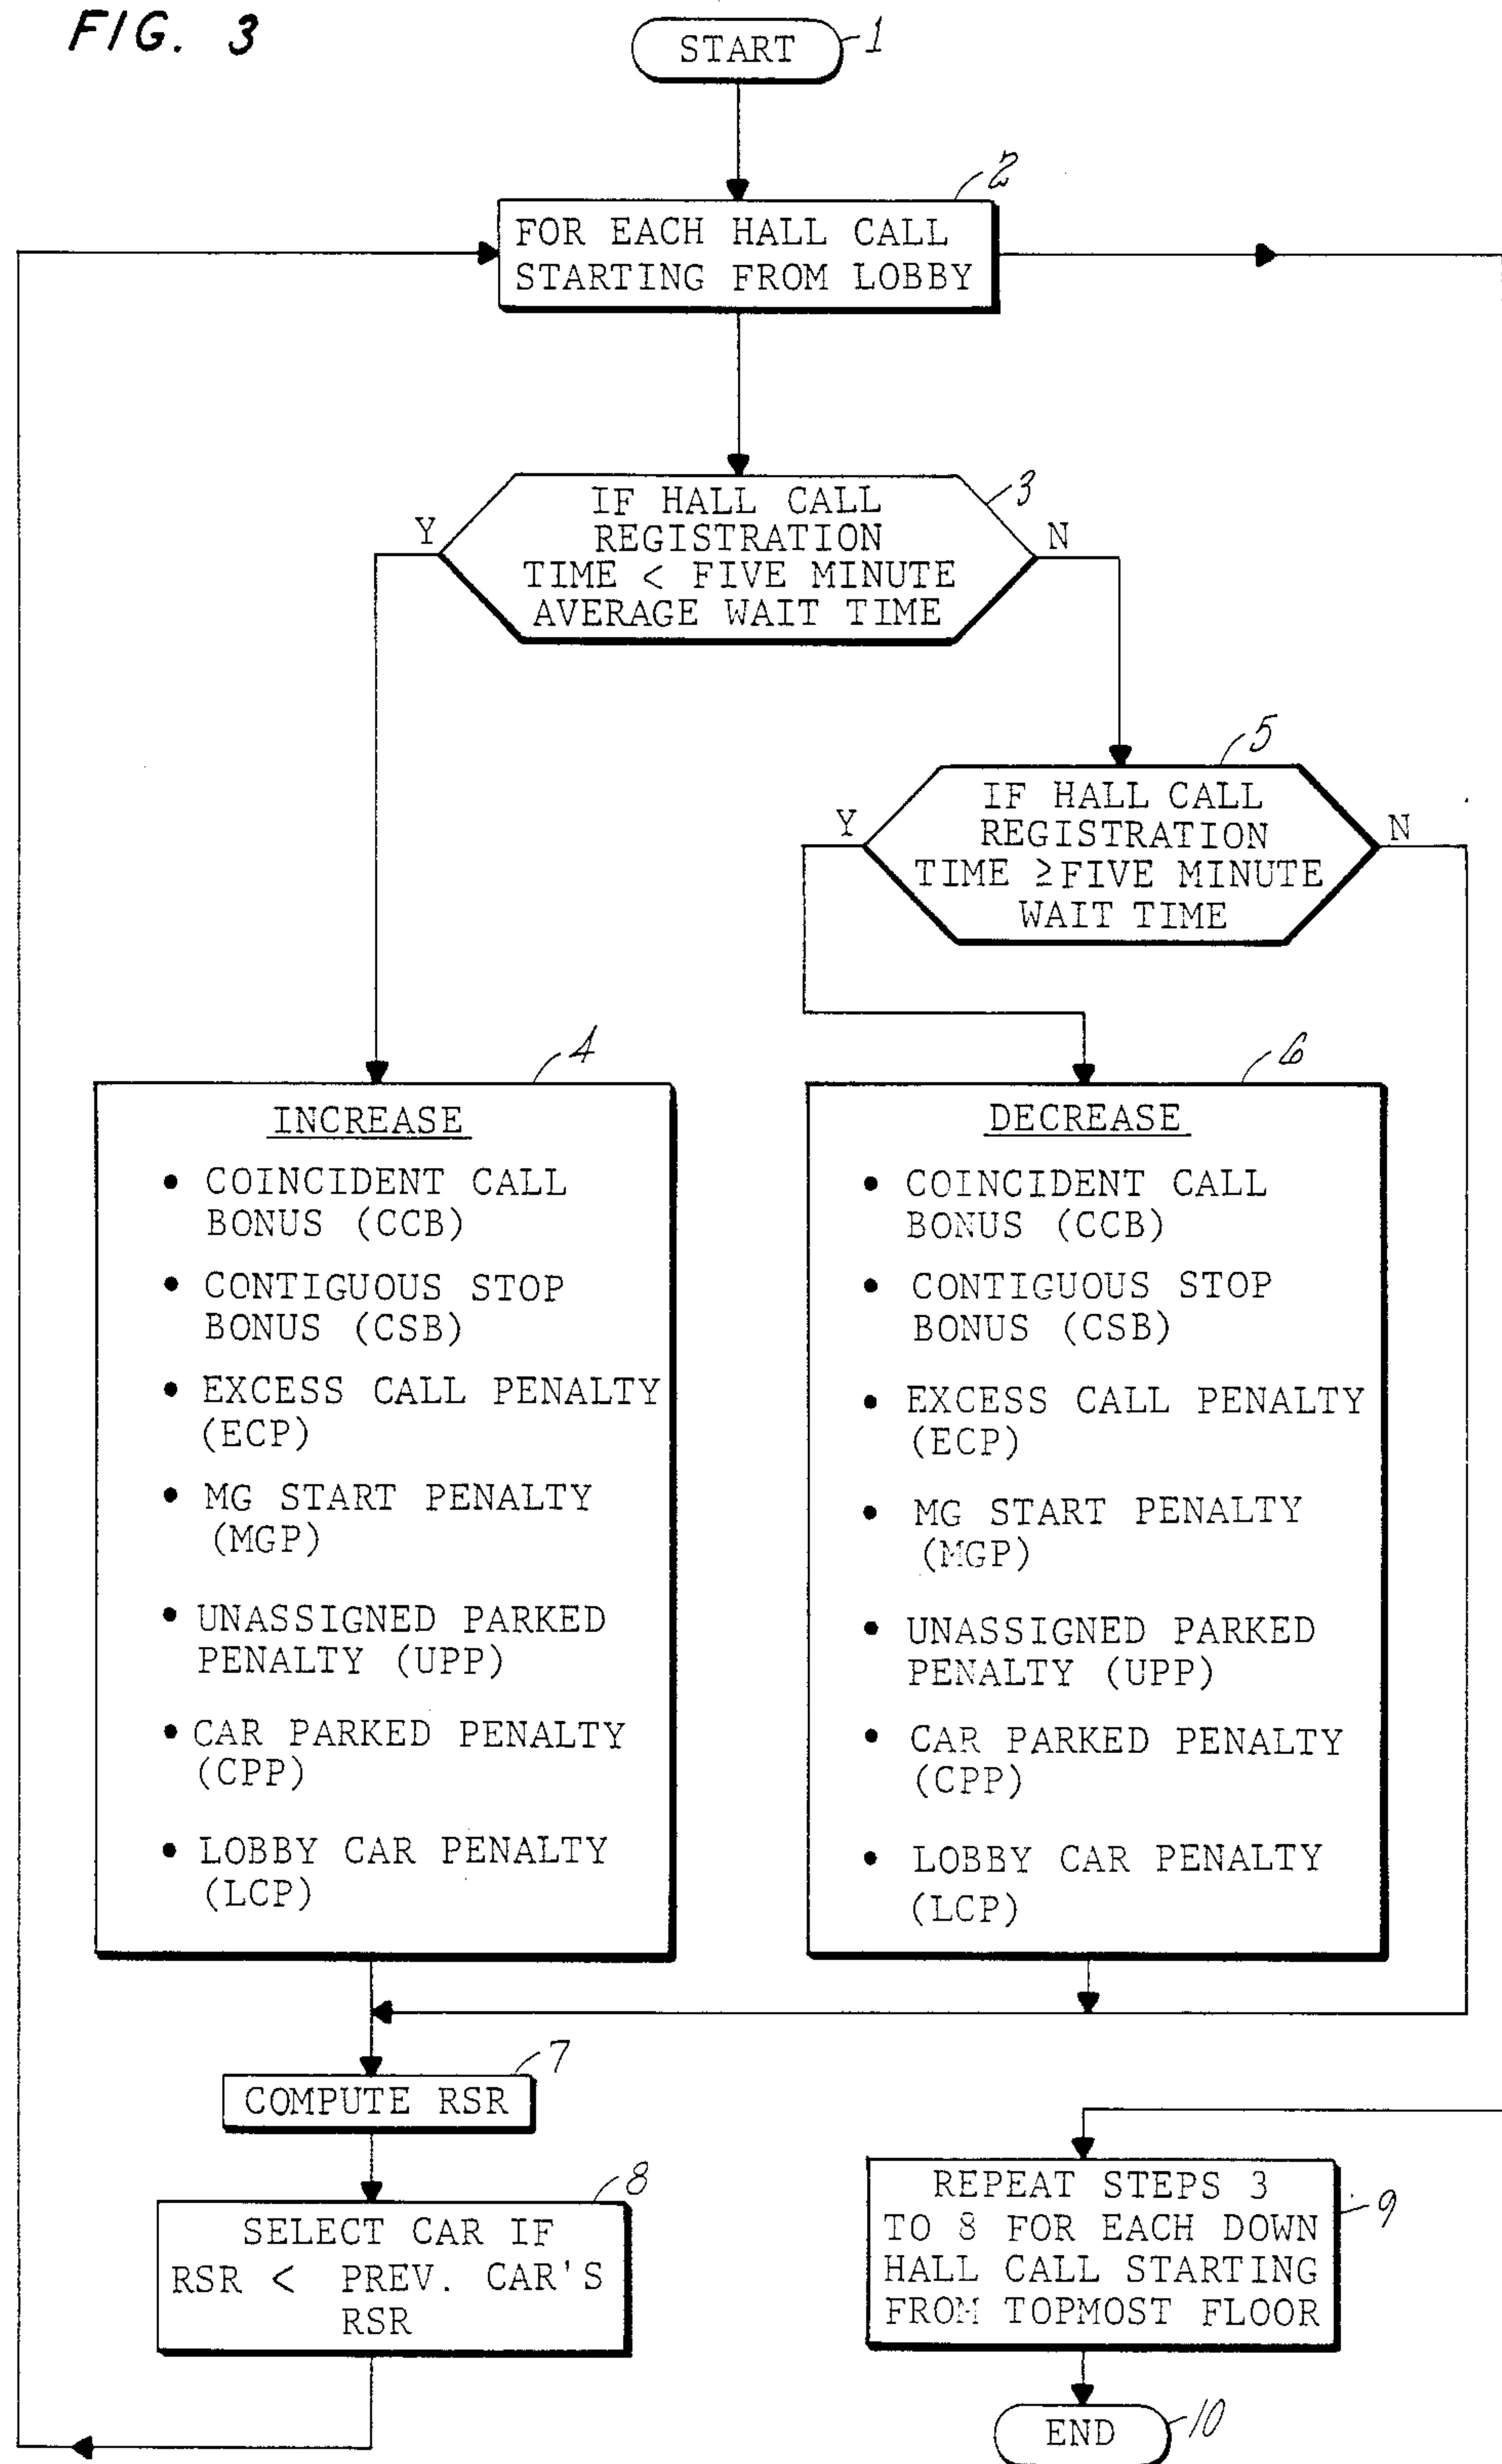 FIG. 3
START
1
2
FOR EACH HALL CALL
STARTING FROM LOBBY
3
IF HALL CALL
REGISTRATION
TIME < FIVE MINUTE
AVERAGE WAIT TIME
Y
N
5
IF HALL CALL
REGISTRATION
TIME ≥FIVE MINUTE
WAIT TIME
Y
N
4
INCREASE
• COINCIDENT CALL
BONUS (CCB)
• CONTIGUOUS STOP
BONUS (CSB)
• EXCESS CALL PENALTY
(ECP)
• MG START PENALTY
(MGP)
• UNASSIGNED PARKED
PENALTY (UPP)
• CAR PARKED PENALTY
(CPP)
• LOBBY CAR PENALTY
(LCP)
6
DECREASE
• COINCIDENT CALL
BONUS (CCB)
• CONTIGUOUS STOP
BONUS (CSB)
• EXCESS CALL PENALTY
(ECP)
• MG START PENALTY
(MGP)
• UNASSIGNED PARKED
PENALTY (UPP)
• CAR PARKED PENALTY
(CPP)
• LOBBY CAR PENALTY
(LCP)
7
COMPUTE RSR
8
SELECT CAR IF
RSR < PREV. CAR'S
RSR
REPEAT STEPS 3
TO 8 FOR EACH DOWN
HALL CALL STARTING
FROM TOPMOST FLOOR
9
END
10